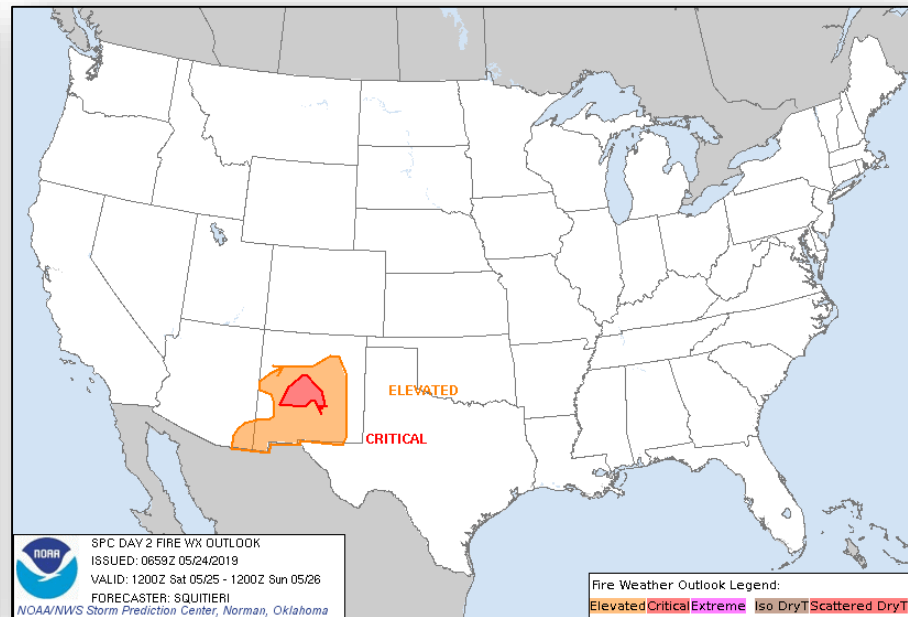 ELEVATED
CRITICAL
NOAA
SPC DAY 2 FIRE WX OUTLOOK
ISSUED: 0659Z 05/24/2019
VALID: 1200Z Sat 05/25 - 1200Z Sun 05/26
FORECASTER: SQUITIERI
NOAA/NWS Storm Prediction Center, Norman, Oklahoma
Fire Weather Outlook Legend:
Elevated Critical Extreme Iso DryT Scattered DryT